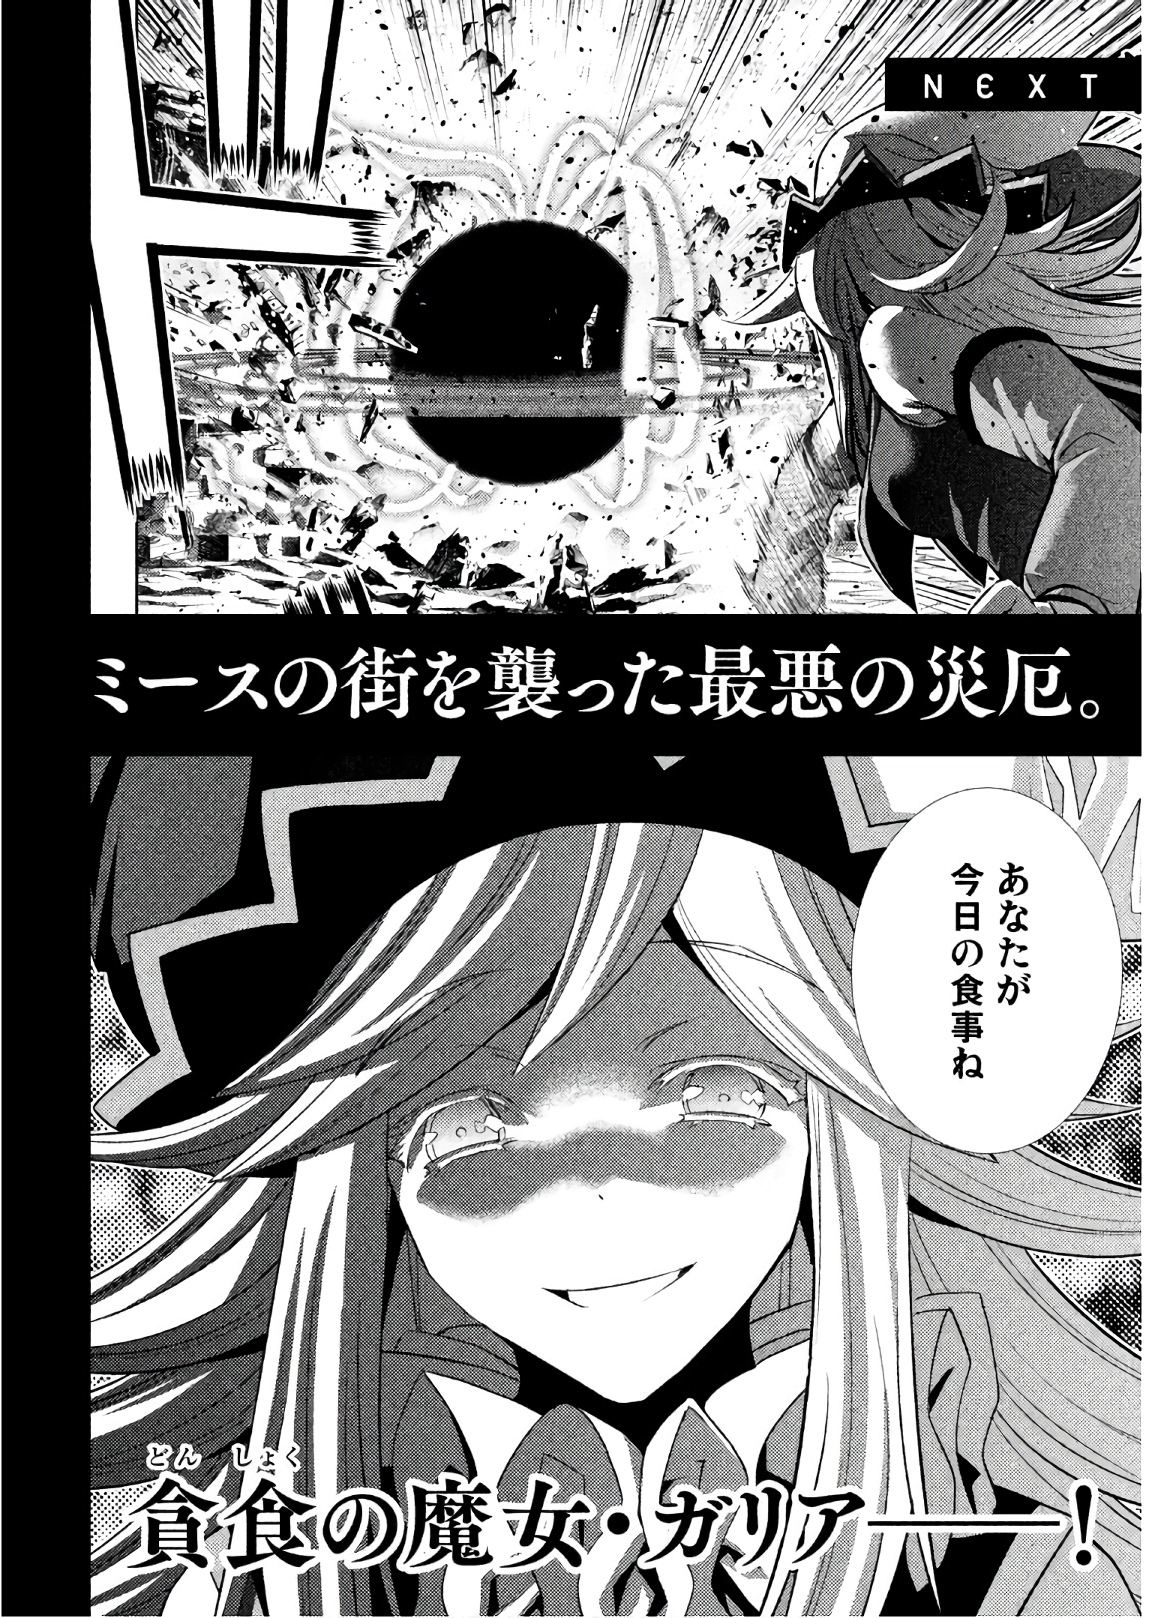 NEXT
ミースの街を襲った最悪の災厄。
あなたが
今日の食事ね
どんしょく
貪食の魔女・ガリア――！